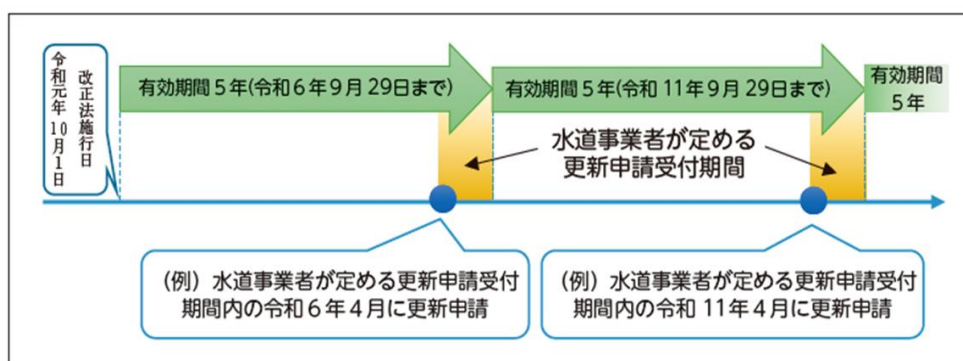 改正法施行日
令和元年10月1日
有効期間5年(令和6年9月29日まで)
有効期間5年(令和11年9月29日まで)
有効期間
5年
水道事業者が定める
更新申請受付期間
(例) 水道事業者が定める更新申請受付
期間内の令和6年4月に更新申請
(例) 水道事業者が定める更新申請受付
期間内の令和11年4月に更新申請